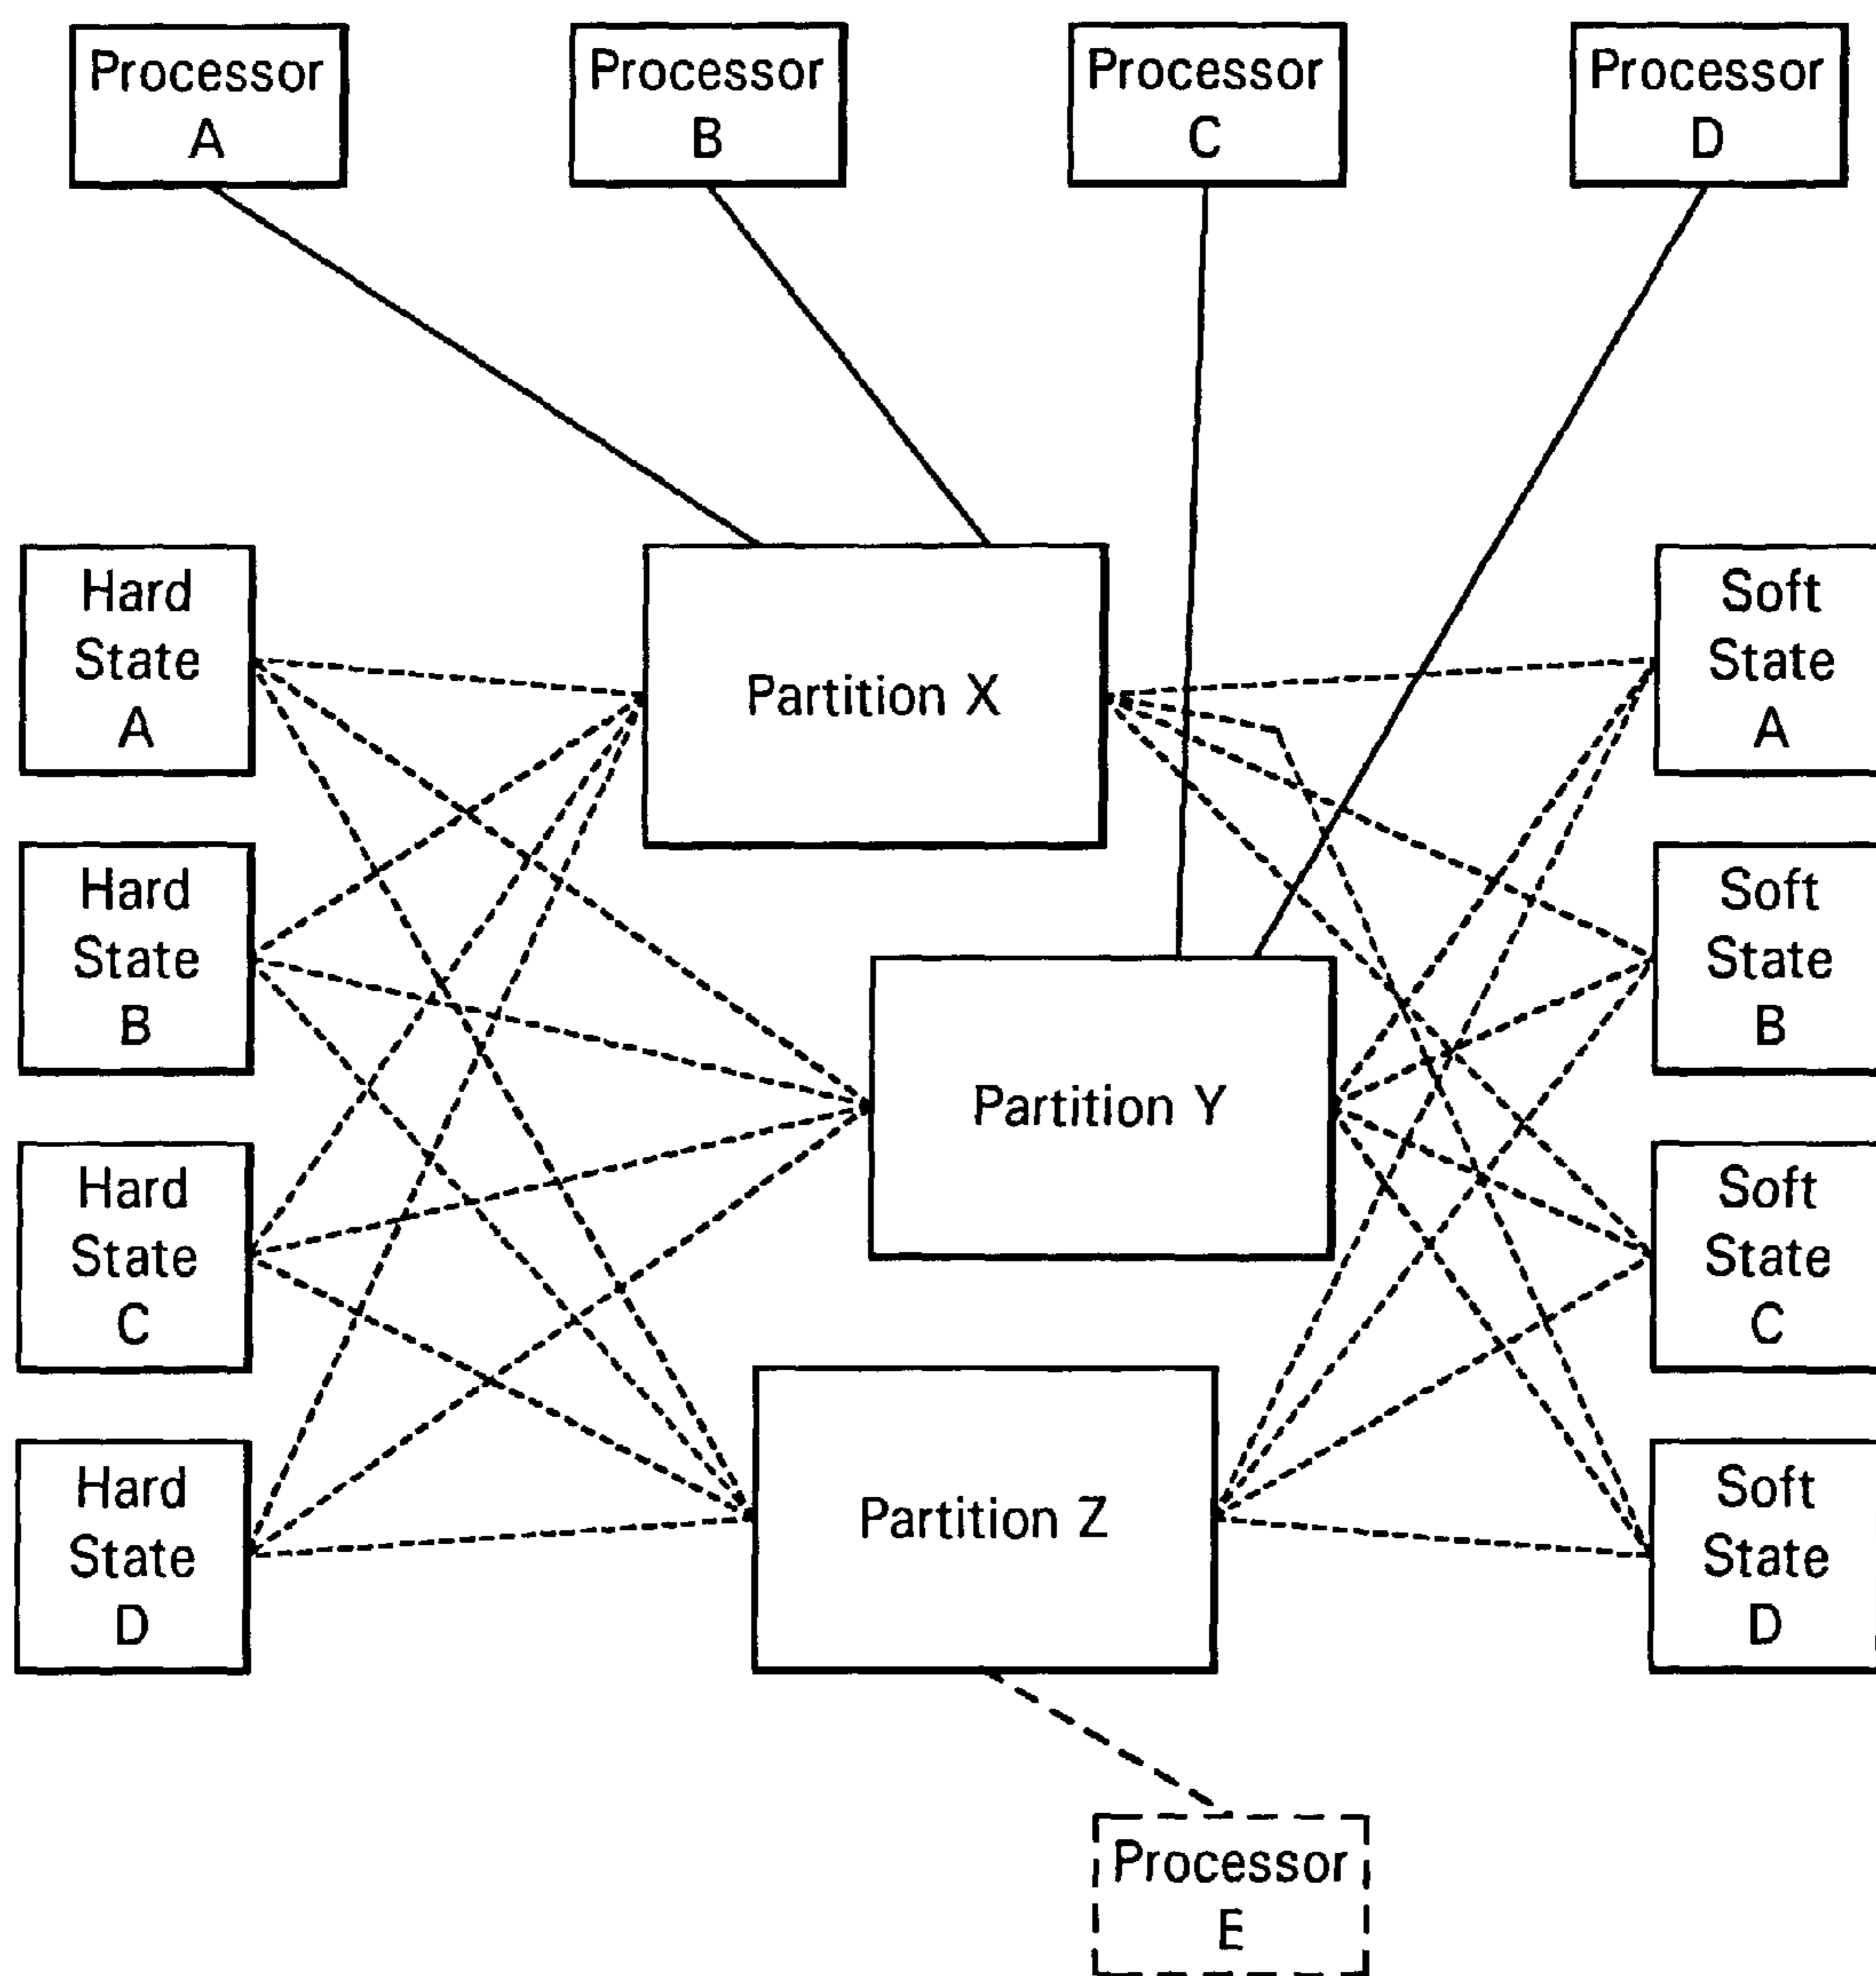 Processor
A
Processor
B
Processor
C
Processor
D
Hard
State
A
Partition X
Soft
State
A
Hard
State
B
Soft
State
B
Partition Y
Hard
State
C
Soft
State
C
Hard
State
D
Partition Z
Soft
State
D
Processor
E